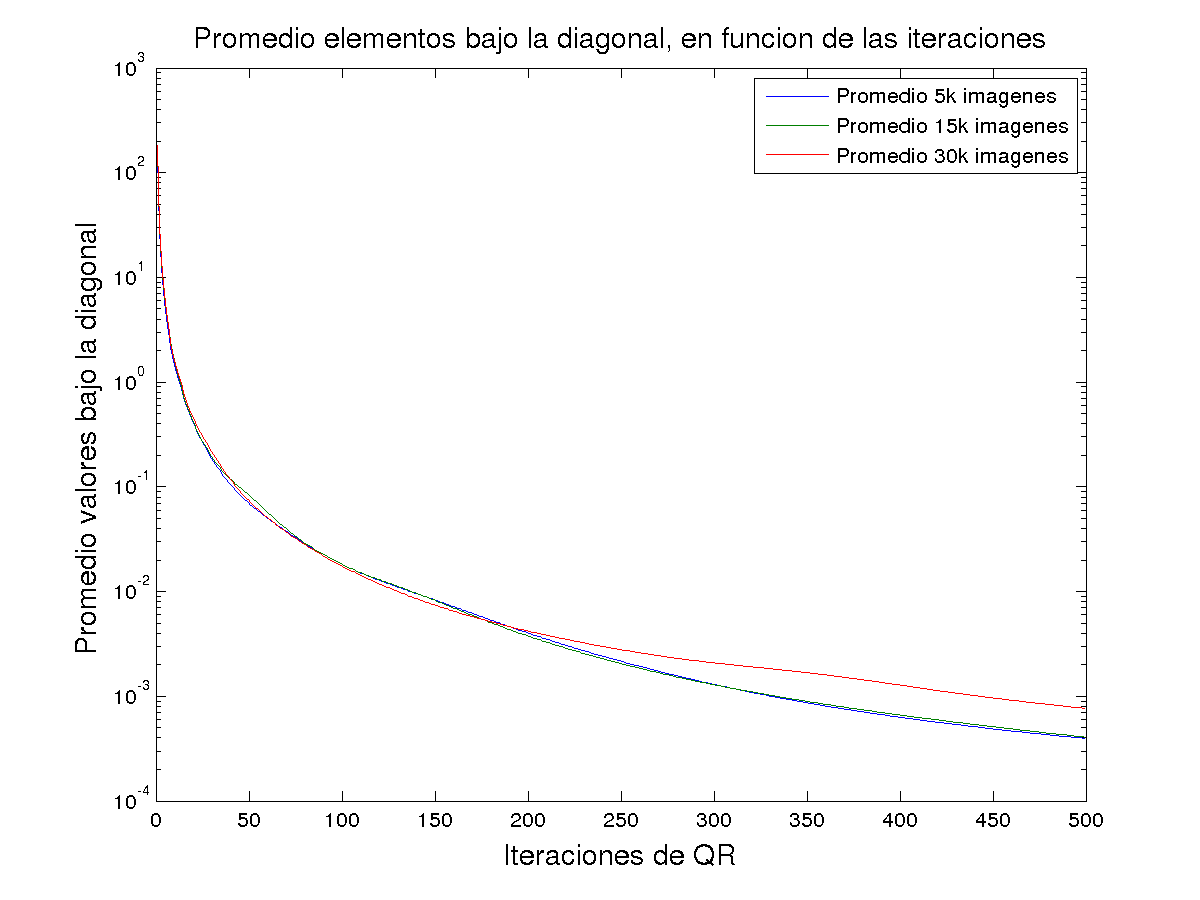 Promedio elementos bajo la diagonal, en funcion de las iteraciones
Promedio 5k imagenes
Promedio 15k imagenes
Promedio 30k imagenes
Promedio valores bajo la diagonal
10^3
10^2
10^1
10^0
10^-1
10^-2
10^-3
10^-4
0 50 100 150 200 250 300 350 400 450 500
Iteraciones de QR